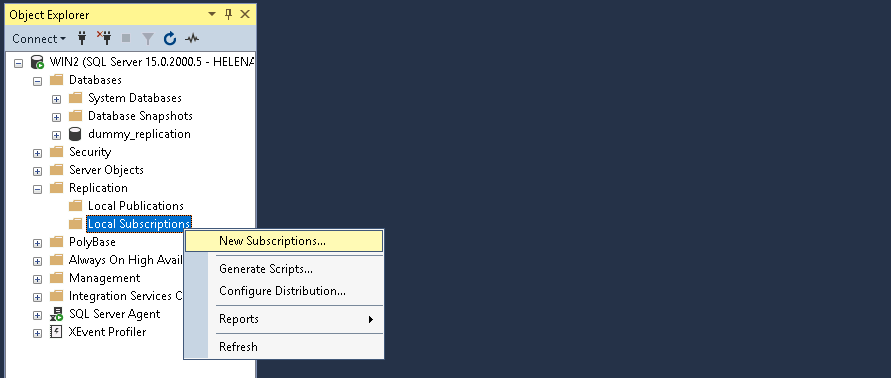 Object Explorer
Connect
WIN2 (SQL Server 15.0.2000.5 - HELENA
Databases
System Databases
Database Snapshots
dummy_replication
Security
Server Objects
Replication
Local Publications
Local Subscriptions
New Subscriptions...
PolyBase
Always On High Avail
Generate Scripts...
Management
Configure Distribution...
Integration Services C
SQL Server Agent
Reports
XEvent Profiler
Refresh